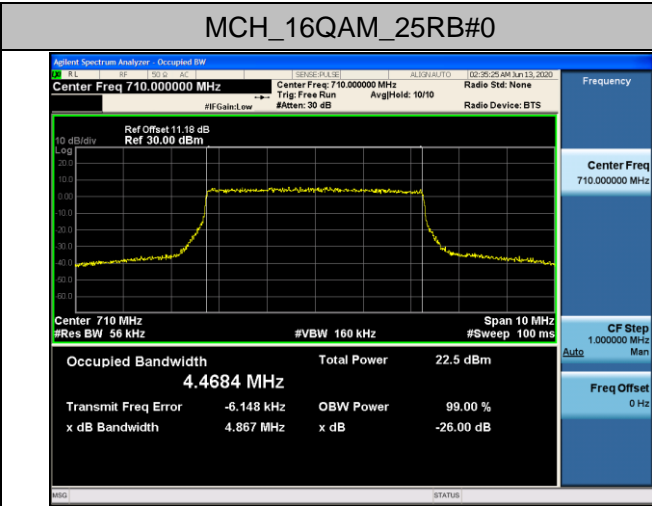 MCH_16QAM_25RB#0
Agilent Spectrum Analyzer - Occupied BW
RL RF 50 Ω AC SENSE:PULSE ALIGNAUTO 02:35:25 AM Jun 13, 2020
Center Freq 710.000000 MHz Center Freq: 710.000000 MHz Radio Std: None Frequency
Trig: Free Run Avg|Hold: 10/10
#IFGain:Low #Atten: 30 dB Radio Device: BTS
Ref Offset 11.18 dB
10 dB/div Ref 30.00 dBm
Log
20.0
10.0
0.00
-10.0
-20.0
-30.0
-40.0
-50.0
-60.0
Center Freq
710.000000 MHz
Center 710 MHz Span 10 MHz
#Res BW 56 kHz #VBW 160 kHz #Sweep 100 ms
CF Step
1.000000 MHz
Auto Man
Occupied Bandwidth Total Power 22.5 dBm
4.4684 MHz
Freq Offset
0 Hz
Transmit Freq Error -6.148 kHz OBW Power 99.00 %
x dB Bandwidth 4.867 MHz x dB -26.00 dB
MSG STATUS